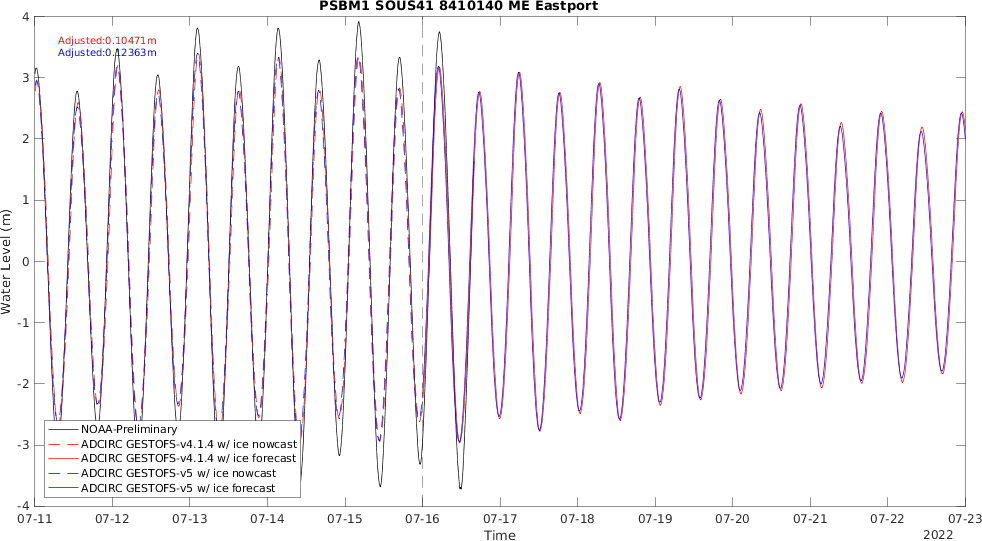 PSBM1 SOUS41 8410140 ME Eastport
Adjusted:0.10471m
Adjusted:0.12363m
4
3
2
1
0
-1
-2
-3
-4
Water Level (m)
NOAA-Preliminary
ADCIRC GESTOFS-v4.1.4 w/ ice nowcast
ADCIRC GESTOFS-v4.1.4 w/ ice forecast
ADCIRC GESTOFS-v5 w/ ice nowcast
ADCIRC GESTOFS-v5 w/ ice forecast
07-11 07-12 07-13 07-14 07-15 07-16 07-17 07-18 07-19 07-20 07-21 07-22 07-23
Time
2022